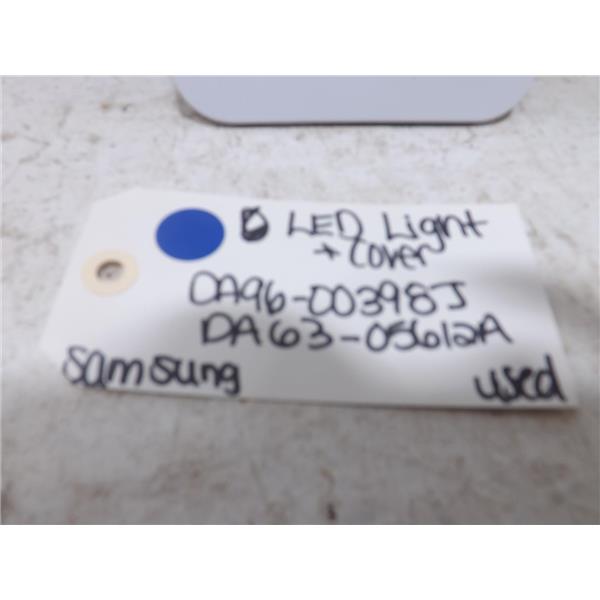 LED Light
+ Cover
DA96-00398J
DA63-05612A
Samsung used